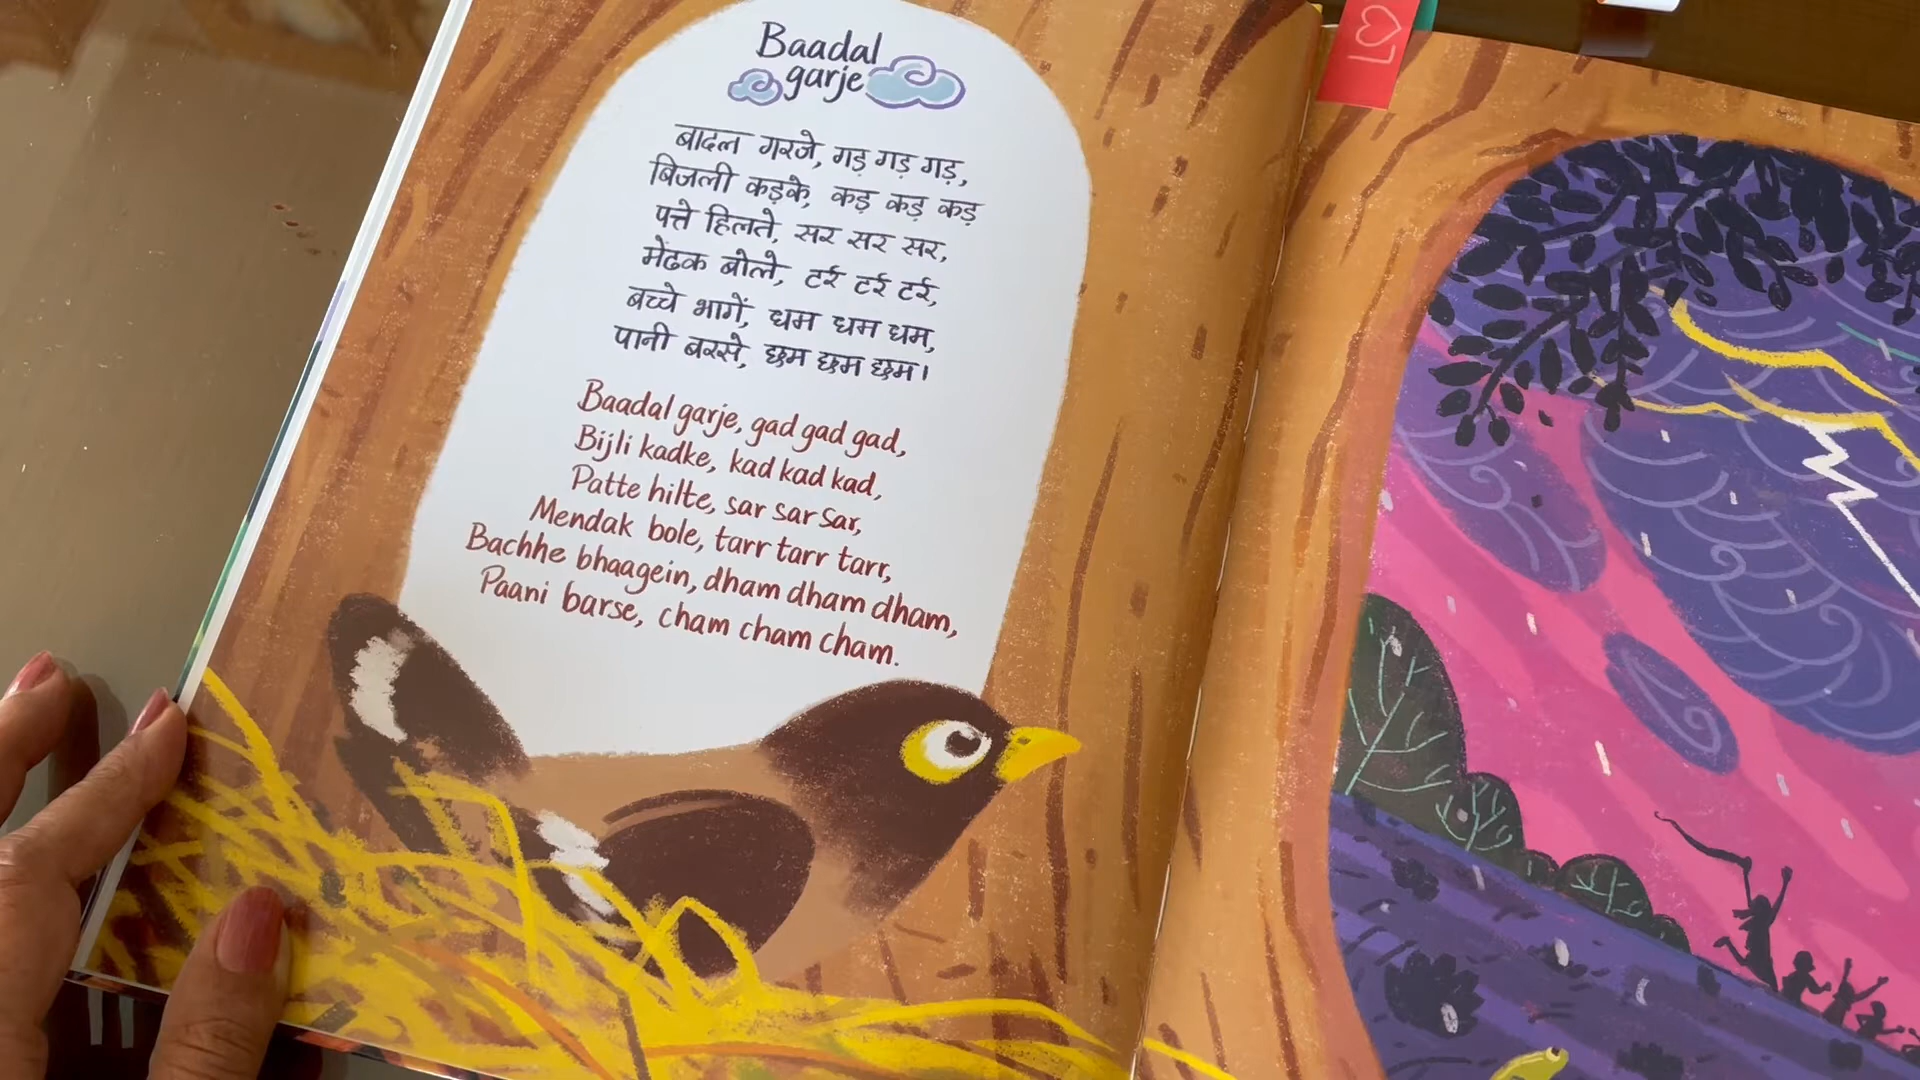 Baadal
garje
बादल गरजे, गड़ गड़ गड़,
बिजली कड़के, कड़ कड़ कड़
पत्ते हिलते, सर सर सर,
मेंढक बोले, टर्र टर्र टर्र,
बच्चे भागें, धम धम धम,
पानी बरसे, छम छम छम।
Baadal garje, gad gad gad,
Bijli kadke, kad kad kad,
Patte hilte, sar sar sar,
Mendak bole, tarr tarr tarr,
Bachhe bhaagein, dham dham dham,
Paani barse, cham cham cham.